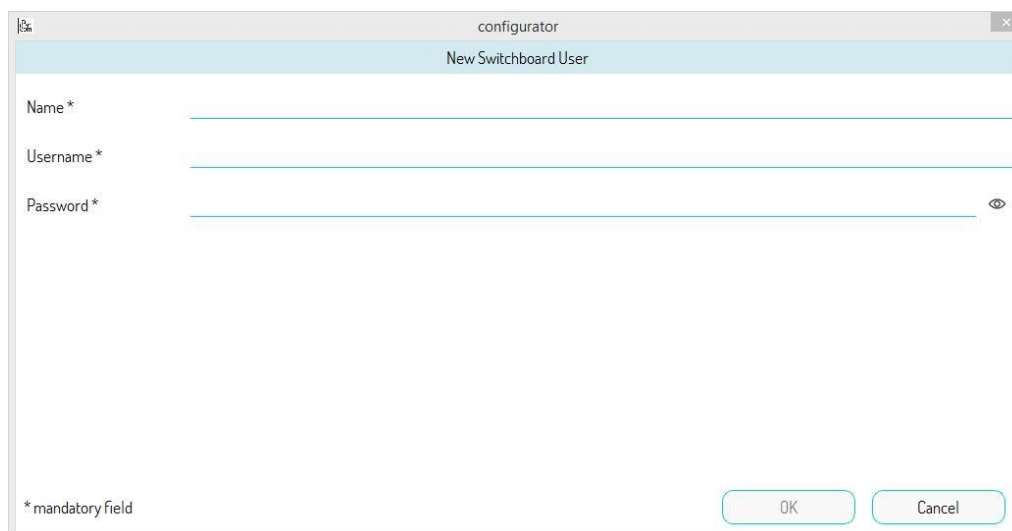 configurator
New Switchboard User
Name *
Username *
Password *
* mandatory field
OK
Cancel